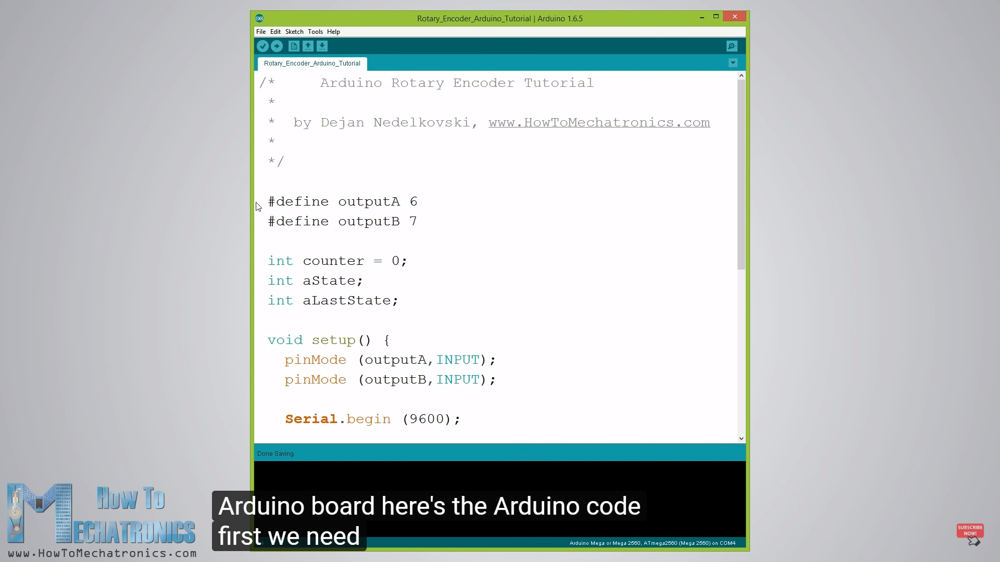 Rotary_Encoder_Arduino_Tutorial | Arduino 1.6.5
File Edit Sketch Tools Help
Rotary_Encoder_Arduino_Tutorial
/*     Arduino Rotary Encoder Tutorial
 *
 *  by Dejan Nedelkovski, www.HowToMechatronics.com
 *
 */
#define outputA 6
#define outputB 7
int counter = 0;
int aState;
int aLastState;
void setup() {
  pinMode (outputA,INPUT);
  pinMode (outputB,INPUT);
  Serial.begin (9600);
Done Saving.
Arduino board here's the Arduino code
first we need
Arduino Mega or Mega 2560, ATmega2560 (Mega 2560) on COM4
How To
MECHATRONICS
www.HowToMechatronics.com
SUBSCRIBE
NOW!